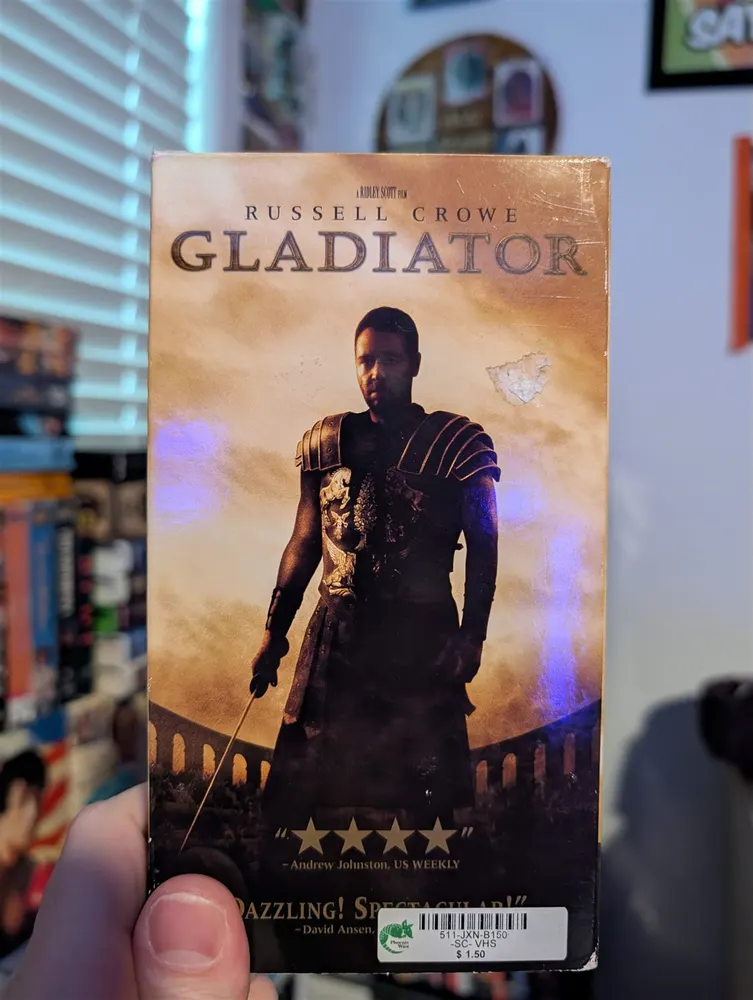 A RIDLEY SCOTT FILM
RUSSELL CROWE
GLADIATOR
"★★★★"
–Andrew Johnston, US WEEKLY
DAZZLING! SPECTACULAR!"
–David Ansen,
511-JXN-B150
-SC- VHS
$ 1.50
SA